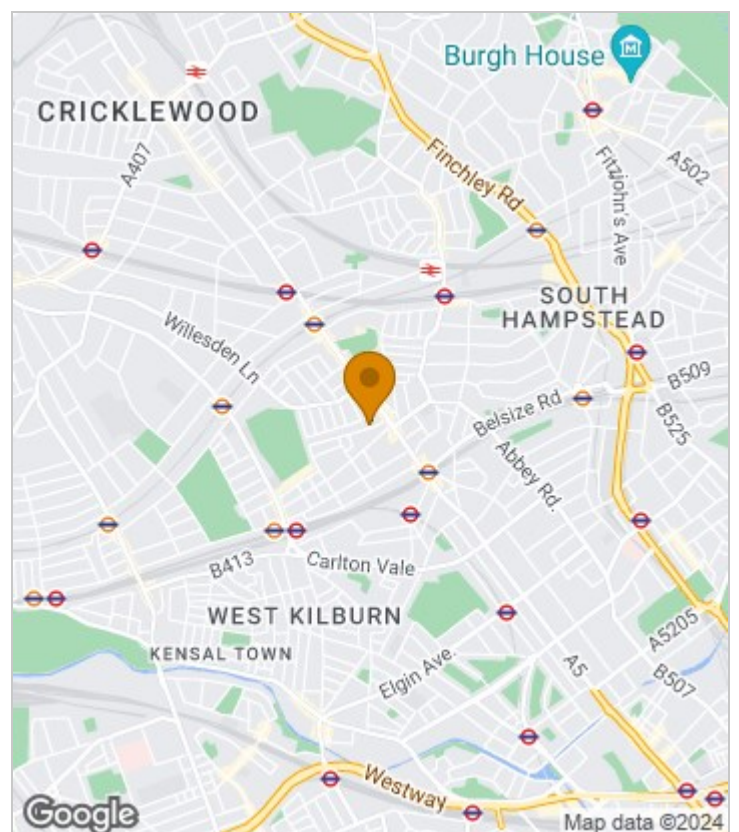 Burgh House
CRICKLEWOOD
A407
Finchley Rd
Fitzjohn's Ave
A502
SOUTH
HAMPSTEAD
Willesden Ln
B509
Belsize Rd
B525
Abbey Rd.
B413
Carlton Vale
WEST KILBURN
KENSAL TOWN
Elgin Ave.
A5
A5205
B507
Westway
Google
Map data ©2024